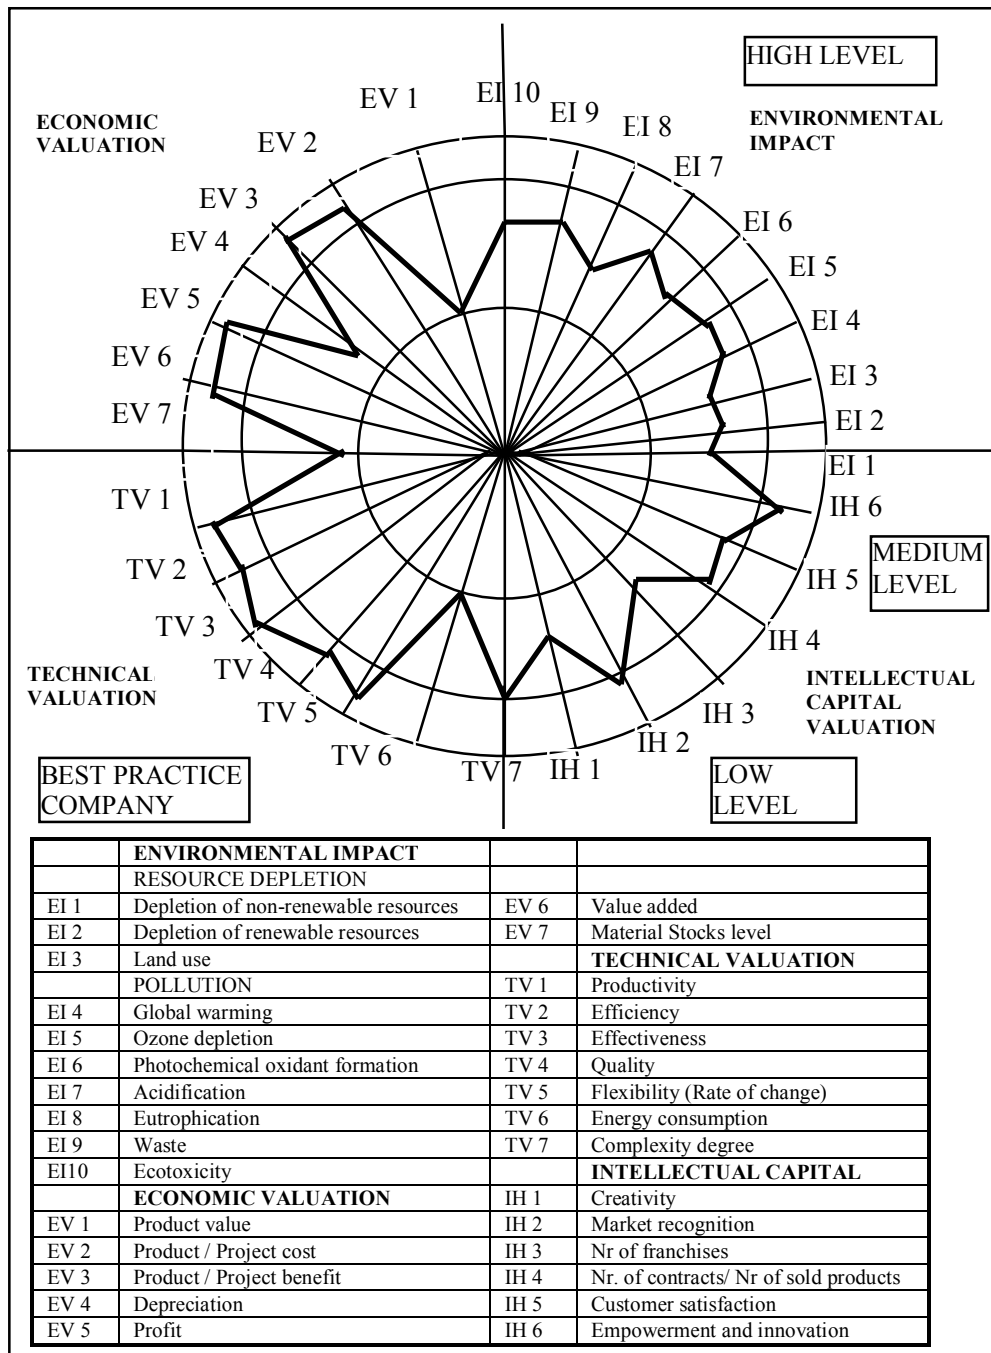 HIGH LEVEL
ECONOMIC
VALUATION
ENVIRONMENTAL
IMPACT
EV 1
EI 10
EI 9
EI 8
EV 2
EI 7
EV 3
EI 6
EV 4
EI 5
EV 5
EI 4
EV 6
EI 3
EV 7
EI 2
EI 1
TV 1
IH 6
TV 2
IH 5
MEDIUM
LEVEL
TV 3
IH 4
TV 4
TECHNICAL
VALUATION
INTELLECTUAL
CAPITAL
VALUATION
TV 5
IH 3
TV 6
IH 2
TV 7
IH 1
BEST PRACTICE
COMPANY
LOW
LEVEL
ENVIRONMENTAL IMPACT
RESOURCE DEPLETION
EI 1 Depletion of non-renewable resources EV 6 Value added
EI 2 Depletion of renewable resources EV 7 Material Stocks level
EI 3 Land use TECHNICAL VALUATION
POLLUTION TV 1 Productivity
EI 4 Global warming TV 2 Efficiency
EI 5 Ozone depletion TV 3 Effectiveness
EI 6 Photochemical oxidant formation TV 4 Quality
EI 7 Acidification TV 5 Flexibility (Rate of change)
EI 8 Eutrophication TV 6 Energy consumption
EI 9 Waste TV 7 Complexity degree
EI10 Ecotoxicity INTELLECTUAL CAPITAL
ECONOMIC VALUATION IH 1 Creativity
EV 1 Product value IH 2 Market recognition
EV 2 Product / Project cost IH 3 Nr of franchises
EV 3 Product / Project benefit IH 4 Nr. of contracts/ Nr of sold products
EV 4 Depreciation IH 5 Customer satisfaction
EV 5 Profit IH 6 Empowerment and innovation